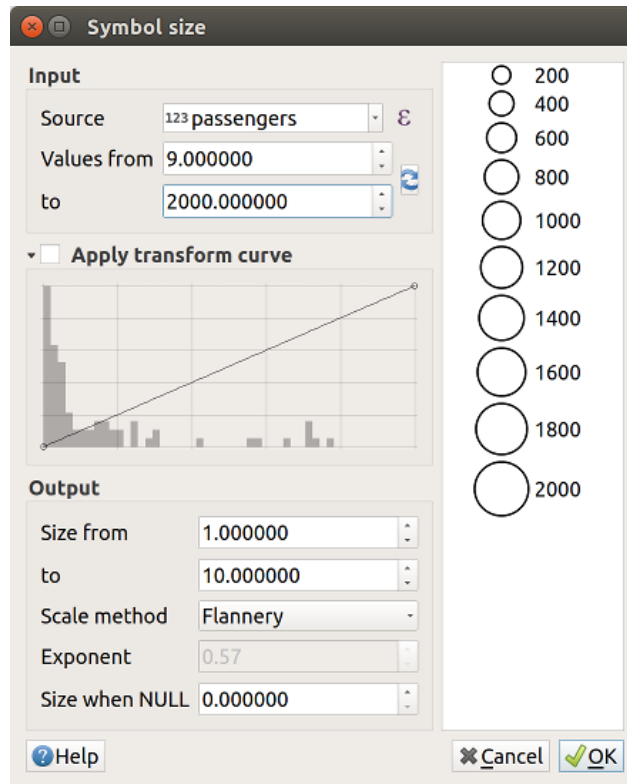 Symbol size
Input
Source 123 passengers ε
Values from 9.000000
to 2000.000000
Apply transform curve
Output
Size from 1.000000
to 10.000000
Scale method Flannery
Exponent 0.57
Size when NULL 0.000000
200
400
600
800
1000
1200
1400
1600
1800
2000
?Help
Cancel
OK